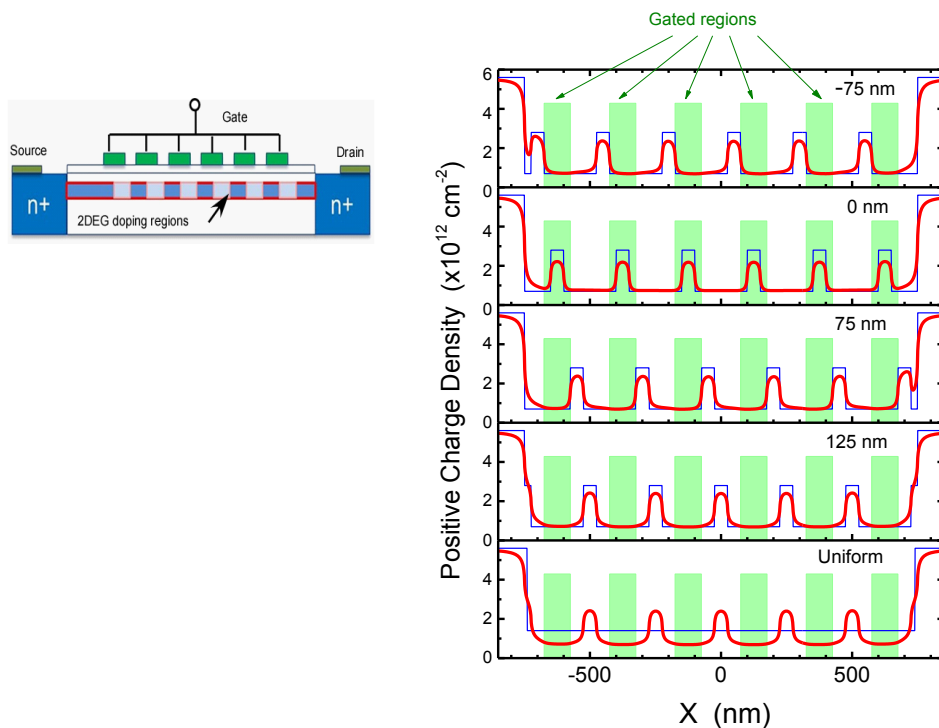 Gate
Source
Drain
n+
n+
2DEG doping regions
Gated regions
Positive Charge Density (x10^12 cm^-2)
6
4
2
0
-75 nm
4
2
0
0 nm
4
2
0
75 nm
4
2
0
125 nm
4
2
0
Uniform
-500
0
500
X (nm)